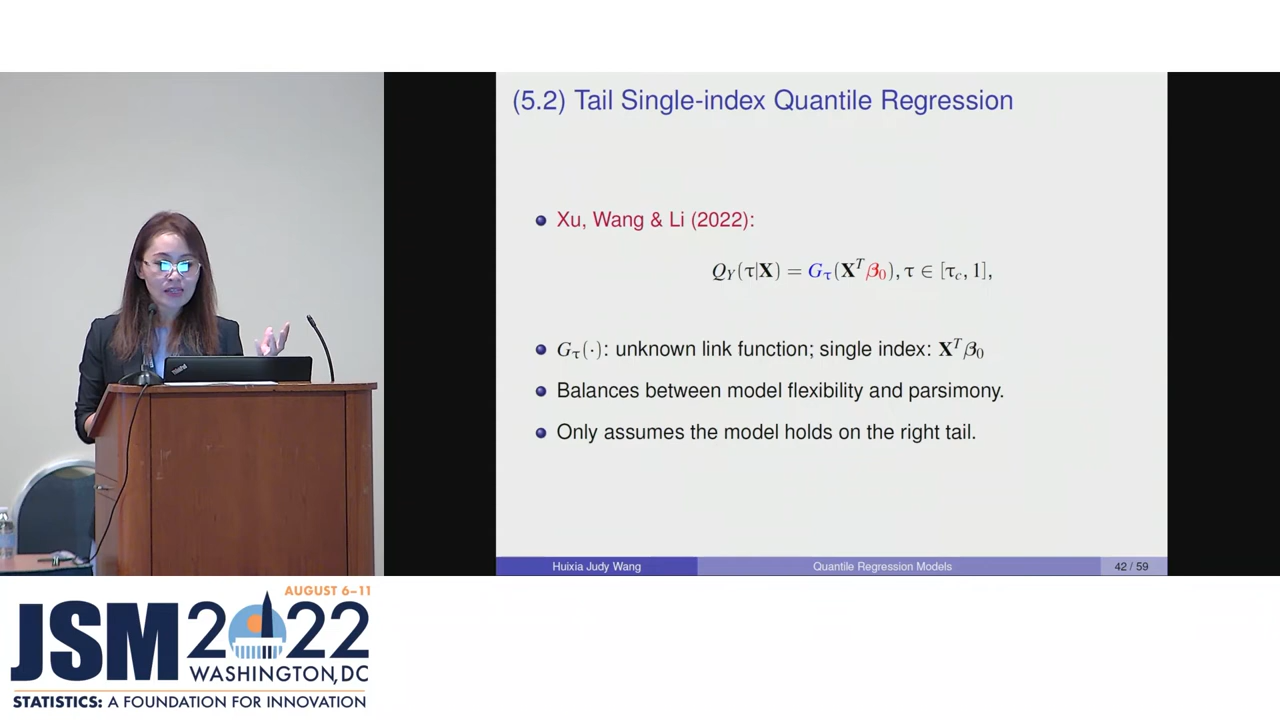 (5.2) Tail Single-index Quantile Regression
Xu, Wang & Li (2022):
Q_Y(τ|X) = G_τ(X^T β_0), τ ∈ [τ_c, 1],
G_τ(·): unknown link function; single index: X^T β_0
Balances between model flexibility and parsimony.
Only assumes the model holds on the right tail.
Huixia Judy Wang
Quantile Regression Models
42 / 59
ThinkPad
AUGUST 6–11
JSM 2022
WASHINGTON, DC
STATISTICS: A FOUNDATION FOR INNOVATION